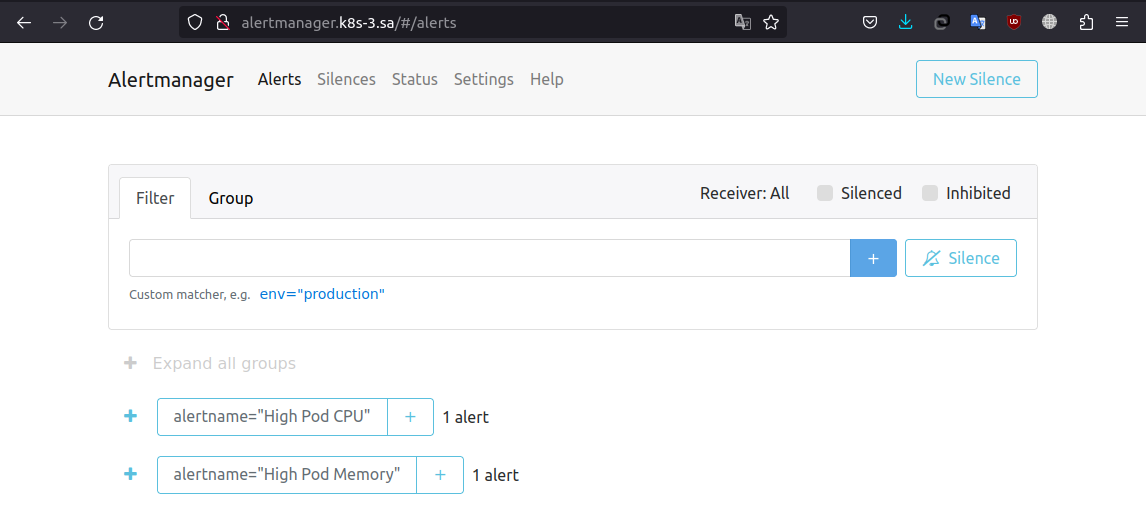 alertmanager.k8s-3.sa/#/alerts
Alertmanager Alerts Silences Status Settings Help New Silence
Filter Group Receiver: All Silenced Inhibited
+ Silence
Custom matcher, e.g. env="production"
+ Expand all groups
+ alertname="High Pod CPU" + 1 alert
+ alertname="High Pod Memory" + 1 alert